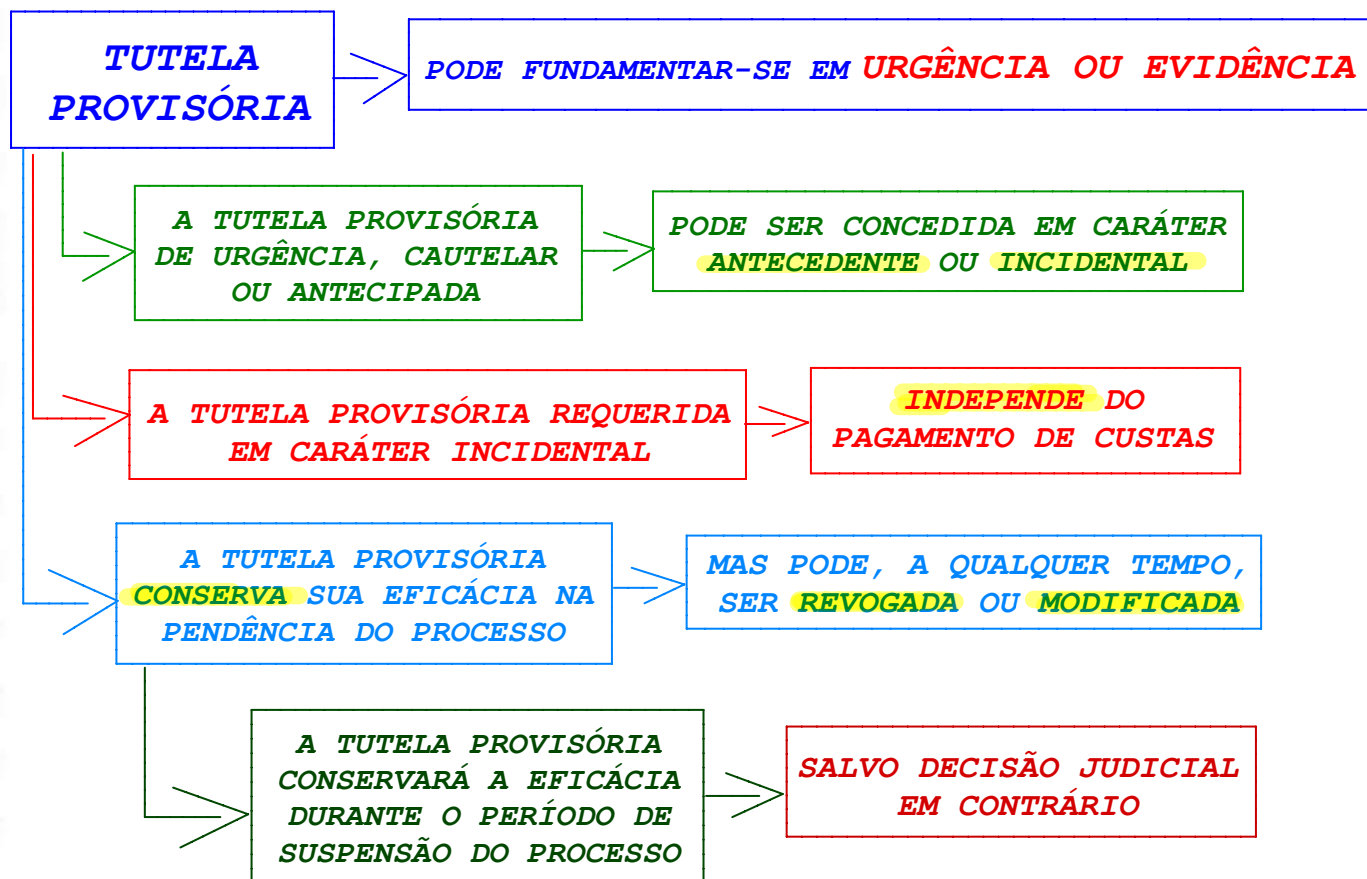 TUTELA
PROVISÓRIA
PODE FUNDAMENTAR-SE EM URGÊNCIA OU EVIDÊNCIA
A TUTELA PROVISÓRIA
DE URGÊNCIA, CAUTELAR
OU ANTECIPADA
PODE SER CONCEDIDA EM CARÁTER
ANTECEDENTE OU INCIDENTAL
A TUTELA PROVISÓRIA REQUERIDA
EM CARÁTER INCIDENTAL
INDEPENDE DO
PAGAMENTO DE CUSTAS
A TUTELA PROVISÓRIA
CONSERVA SUA EFICÁCIA NA
PENDÊNCIA DO PROCESSO
MAS PODE, A QUALQUER TEMPO,
SER REVOGADA OU MODIFICADA
A TUTELA PROVISÓRIA
CONSERVARÁ A EFICÁCIA
DURANTE O PERÍODO DE
SUSPENSÃO DO PROCESSO
SALVO DECISÃO JUDICIAL
EM CONTRÁRIO